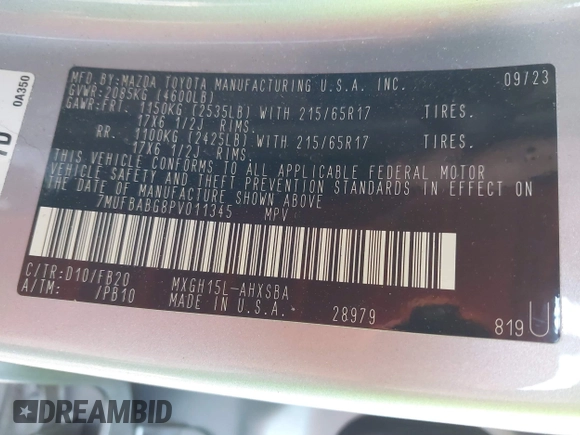 MFD.BY:MAZDA TOYOTA MANUFACTURING U.S.A. INC. 09/23
GVWR:2085KG (4600LB)
GAWR:FRT. 1150KG (2535LB) WITH 215/65R17 TIRES.
17X6 1/2J RIMS.
RR. 1100KG (2425LB) WITH 215/65R17 TIRES.
17X6 1/2J RIMS.
THIS VEHICLE CONFORMS TO ALL APPLICABLE FEDERAL MOTOR
VEHICLE SAFETY AND THEFT PREVENTION STANDARDS IN EFFECT ON
THE DATE OF MANUFACTURE SHOWN ABOVE.
7MUFBABG8PV011345 MPV
C/TR:D10/FB20 MXGH15L-AHXSBA
A/TM: /PB10 MADE IN U.S.A. 28979 819U
0A350
DREAMBID